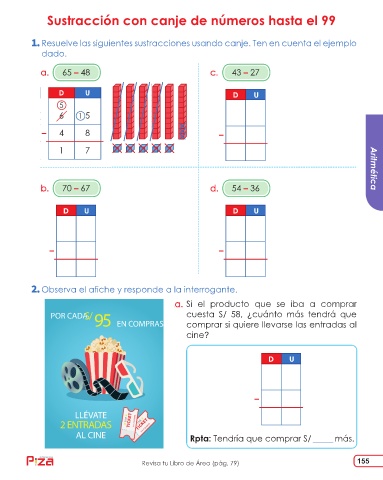 Sustracción con canje de números hasta el 99
1. Resuelve las siguientes sustracciones usando canje. Ten en cuenta el ejemplo
dado.
a. 65 – 48
D U
5
6 1 5
– 4 8
1 7
c. 43 – 27
D U
–
b. 70 – 67
D U
–
d. 54 – 36
D U
–
Aritmética
2. Observa el afiche y responde a la interrogante.
POR CADA S/ 95 EN COMPRAS
LLÉVATE
2 ENTRADAS
AL CINE
a. Si el producto que se iba a comprar
cuesta S/ 58, ¿cuánto más tendrá que
comprar si quiere llevarse las entradas al
cine?
D U
–
Rpta: Tendría que comprar S/ _____ más.
Revisa tu Libro de Área (pág. 79)
155